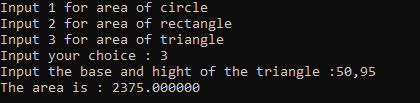 Input 1 for area of circle
Input 2 for area of rectangle
Input 3 for area of triangle
Input your choice : 3
Input the base and hight of the triangle :50,95
The area is : 2375.000000